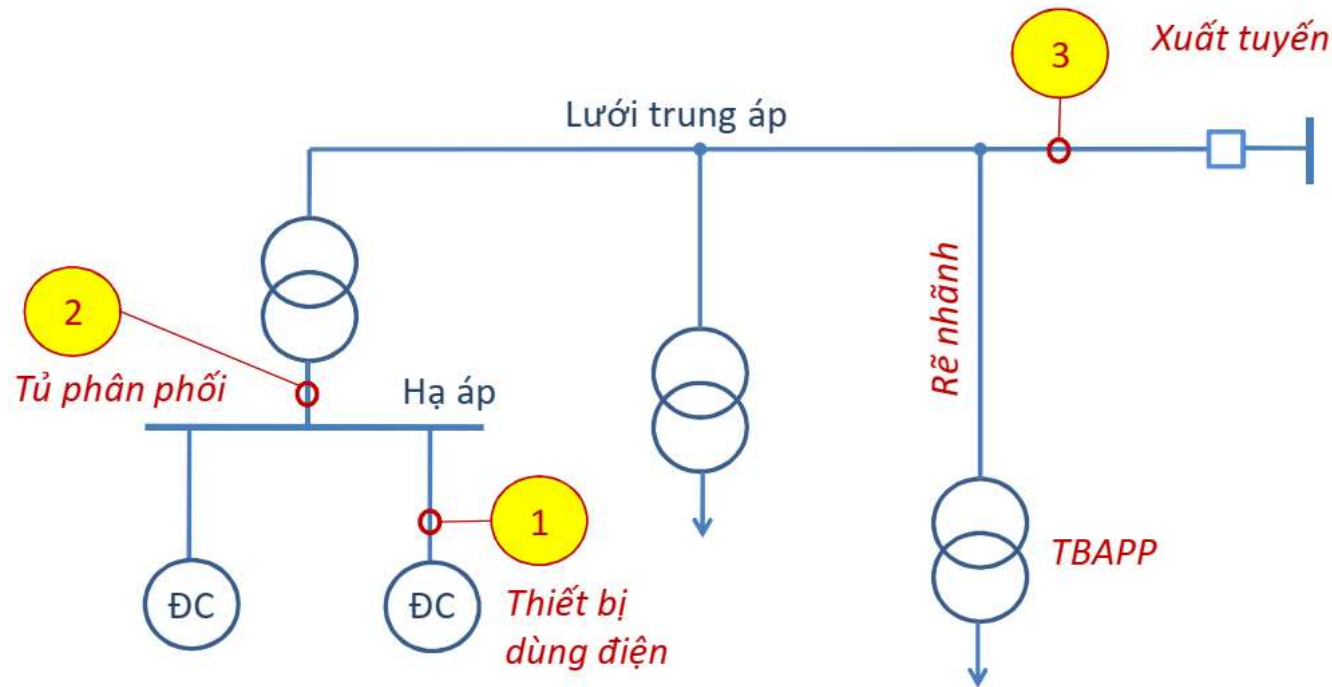 Xuất tuyến
3
Lưới trung áp
Rẽ nhãnh
2
Tủ phân phối
Hạ áp
1
TBAPP
ĐC
ĐC
Thiết bị
dùng điện